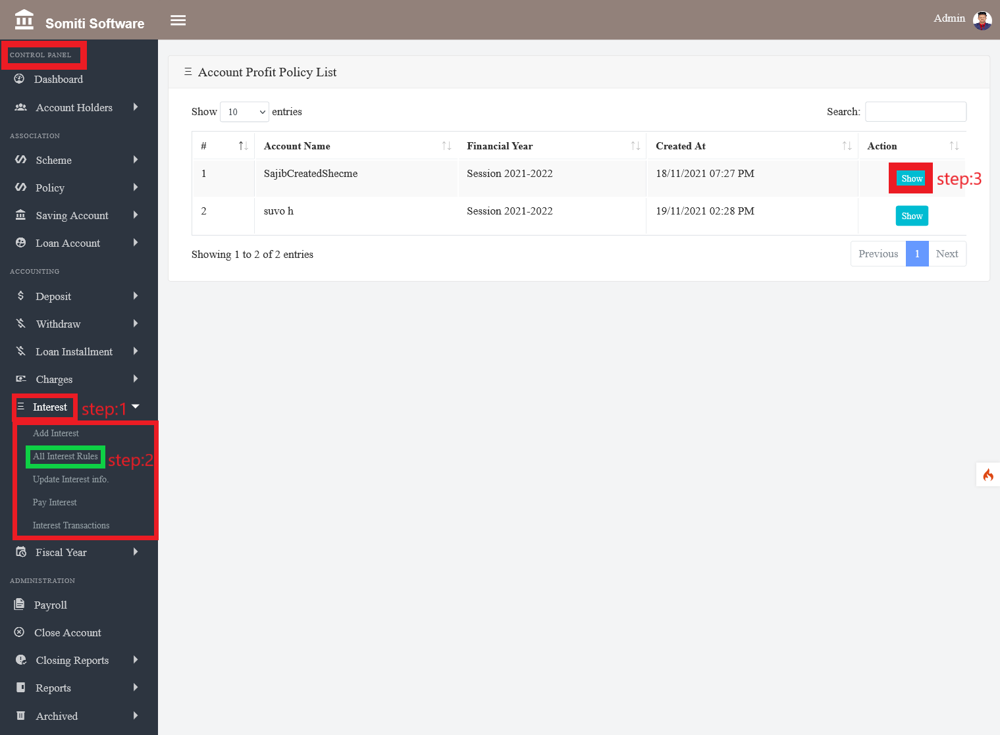 Somiti Software
Admin
CONTROL PANEL
Dashboard
Account Holders
ASSOCIATION
Scheme
Policy
Saving Account
Loan Account
ACCOUNTING
Deposit
Withdraw
Loan Installment
Charges
Interest step:1
Add Interest
All Interest Rules step:2
Update Interest info.
Pay Interest
Interest Transactions
Fiscal Year
ADMINISTRATION
Payroll
Close Account
Closing Reports
Reports
Archived
Account Profit Policy List
Show 10 entries Search:
# Account Name Financial Year Created At Action
1 SajibCreatedShecme Session 2021-2022 18/11/2021 07:27 PM Show step:3
2 suvo h Session 2021-2022 19/11/2021 02:28 PM Show
Showing 1 to 2 of 2 entries Previous 1 Next